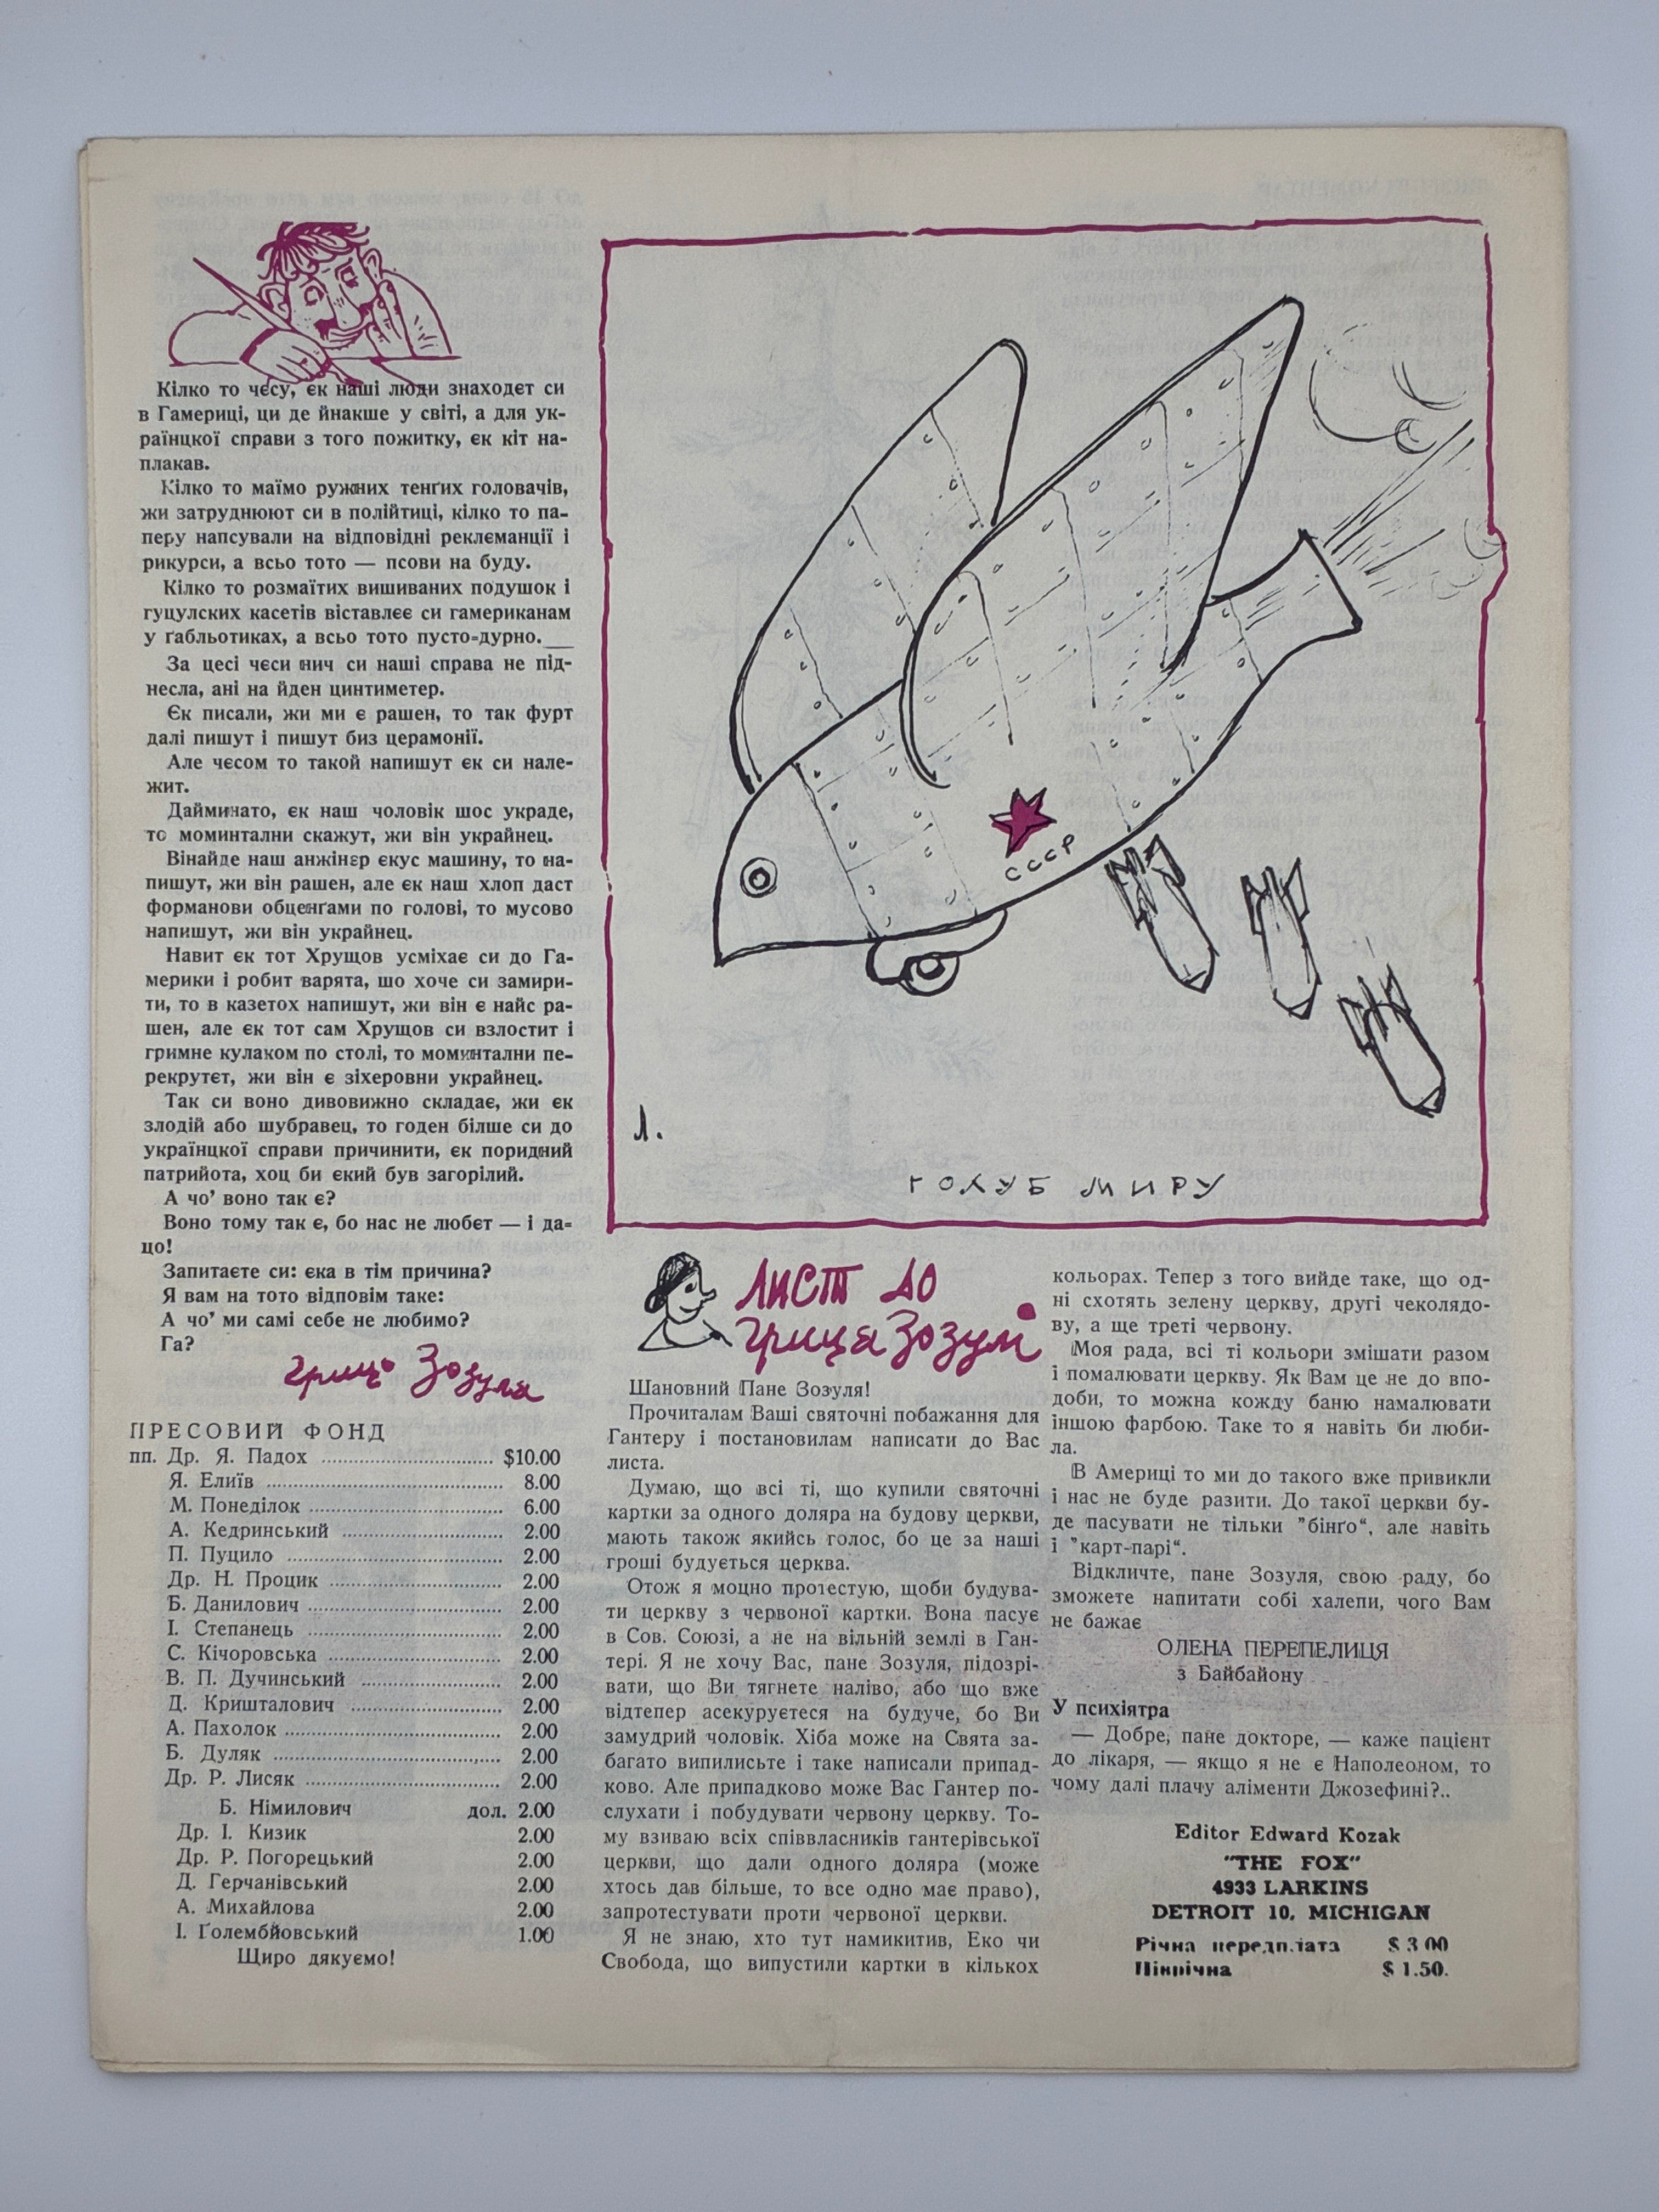 Кілко то чєсу, єк наші люди знаходєт си
в Гамериці, ци де йнакше у світі, а для ук-
раїнцкої справи з того пожитку, єк кіт на-
плакав.
Кілко то маїмо ружних тенґих головачів,
жи затруднюют си в полійтиці, кілко то па-
перу напсували на відповідні реклєманції і
рикурси, а всьо тото — псови на буду.
Кілко то розмаїтих вишиваних подушок і
гуцулских касетів віставлєє си гамериканам
у ґабльотиках, а всьо тото пусто=дурно.
За цесі чєси нич си наші справа не під-
несла, ані на йден цинтиметер.
Єк писали, жи ми є рашен, то так фурт
далі пишут і пишут биз церамонії.
Але чєсом то такой напишут єк си нале-
жит.
Дайминато, єк наш чоловік шос украде,
то моминтални скажут, жи він українец.
Вінайде наш анжінєр єкус машину, то на-
пишут, жи він рашен, але єк наш хлоп даст
форманови обценґами по голові, то мусово
напишут, жи він українец.
Навит єк тот Хрущов усміхає си до Га-
мерики і робит варята, шо хоче си замири-
ти, то в казетох напишут, жи він є найс ра-
шен, але єк тот сам Хрущов си взлостит і
гримне кулаком по столі, то моминтални пе-
рекрутєт, жи він є зіхеровни українец.
Так си воно дивовижно складає, жи єк
злодій або шубравец, то годен білше си до
українцкої справи причинити, єк поридний
патрийота, хоц би єкий був загорілий.
А чо’ воно так є?
Воно тому так є, бо нас не любєт — і да=
цо!
Запитаєте си: єка в тім причина?
Я вам на тото відповім таке:
А чо’ ми самі себе не любимо?
Га?
Гриць Зозуля
ПРЕСОВИЙ ФОНД
пп. Др. Я. Падох ........ $10.00
Я. Елиїв ........ 8.00
М. Понеділок ........ 6.00
А. Кедринський ........ 2.00
П. Пуцило ........ 2.00
Др. Н. Процик ........ 2.00
Б. Данилович ........ 2.00
І. Степанець ........ 2.00
С. Кічоровська ........ 2.00
В. П. Дучинський ........ 2.00
Д. Кришталович ........ 2.00
А. Пахолок ........ 2.00
Б. Дуляк ........ 2.00
Др. Р. Лисяк ........ 2.00
Б. Німилович дол. 2.00
Др. І. Кизик 2.00
Др. Р. Погорецький 2.00
Д. Герчанівський 2.00
А. Михайлова 2.00
І. Ґолембйовський 1.00
Щиро дякуємо!
СССР
Л.
ГОЛУБ МИРУ
ЛИСТ ДО
Гриця Зозулі
Шановний Пане Зозуля!
Прочиталам Ваші святочні побажання для
Гантеру і постановилам написати до Вас
листа.
Думаю, що всі ті, що купили святочні
картки за одного доляра на будову церкви,
мають також якийсь голос, бо це за наші
гроші будується церква.
Отож я моцно протестую, щоби будува-
ти церкву з червоної картки. Вона пасує
в Сов. Союзі, а не на вільній землі в Ган-
тері. Я не хочу Вас, пане Зозуля, підозрі-
вати, що Ви тягнете наліво, або що вже
відтепер асекуруєтеся на будуче, бо Ви
замудрий чоловік. Хіба може на Свята за-
багато випилисьте і таке написали припад-
ково. Але припадково може Вас Гантер по-
слухати і побудувати червону церкву. То-
му взиваю всіх співвласників гантерівської
церкви, що дали одного доляра (може
хтось дав більше, то все одно має право),
запротестувати проти червоної церкви.
Я не знаю, хто тут намикитив, Еко чи
Свобода, що випустили картки в кількох
кольорах. Тепер з того вийде таке, що од-
ні схотять зелену церкву, другі чеколядо-
ву, а ще треті червону.
Моя рада, всі ті кольори змішати разом
і помалювати церкву. Як Вам це не до впо-
доби, то можна кожду баню намалювати
іншою фарбою. Таке то я навіть би люби-
ла.
В Америці то ми до такого вже привикли
і нас не буде разити. До такої церкви бу-
де пасувати не тільки "бінґо“, але навіть
і "карт-парі“.
Відкличте, пане Зозуля, свою раду, бо
зможете напитати собі халепи, чого Вам
не бажає
ОЛЕНА ПЕРЕПЕЛИЦЯ
з Байбайону
У психіятра
— Добре, пане докторе, — каже пацієнт
до лікаря, — якщо я не є Наполеоном, то
чому далі плачу аліменти Джозефині?..
Editor Edward Kozak
"THE FOX"
4933 LARKINS
DETROIT 10, MICHIGAN
Річна передплата $ 3.00
Піврічна $ 1.50.